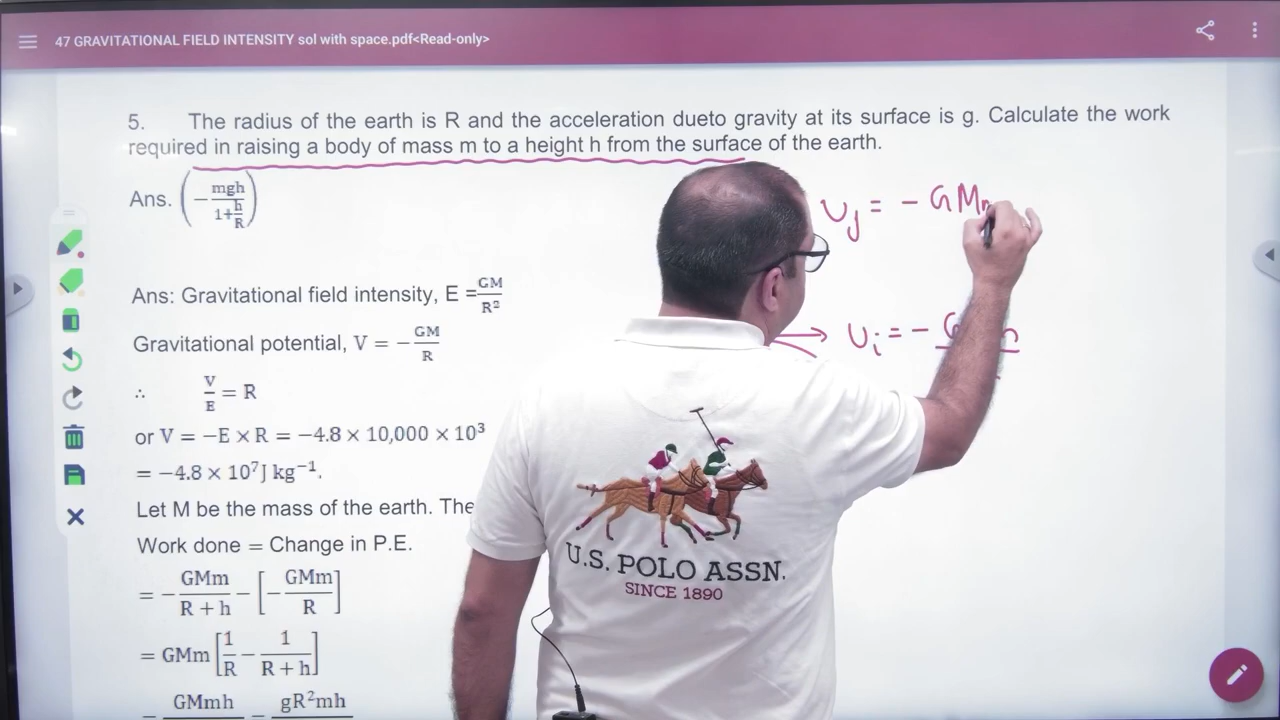 47 GRAVITATIONAL FIELD INTENSITY sol with space.pdf<Read-only>
5. The radius of the earth is R and the acceleration dueto gravity at its surface is g. Calculate the work
required in raising a body of mass m to a height h from the surface of the earth.
Ans. (−mgh/1+h/R)
Ans: Gravitational field intensity, E =GM/R²
Gravitational potential, V = −GM/R
∴ V/E = R
or V = −E × R = −4.8 × 10,000 × 10³
= −4.8 × 10⁷J kg⁻¹.
Let M be the mass of the earth. The
Work done = Change in P.E.
= −GMm/R + h − [−GMm/R]
= GMm [1/R − 1/R + h]
= GMmh = gR²mh
U_f = − GM
U_i = −
U.S. POLO ASSN.
SINCE 1890